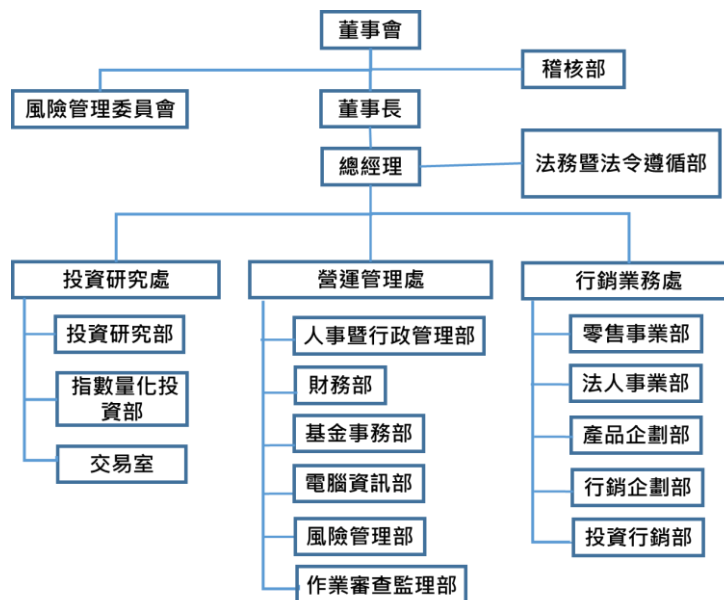 董事會
稽核部
風險管理委員會
董事長
總經理
法務暨法令遵循部
投資研究處
營運管理處
行銷業務處
投資研究部
指數量化投
資部
交易室
人事暨行政管理部
財務部
基金事務部
電腦資訊部
風險管理部
作業審查監理部
零售事業部
法人事業部
產品企劃部
行銷企劃部
投資行銷部